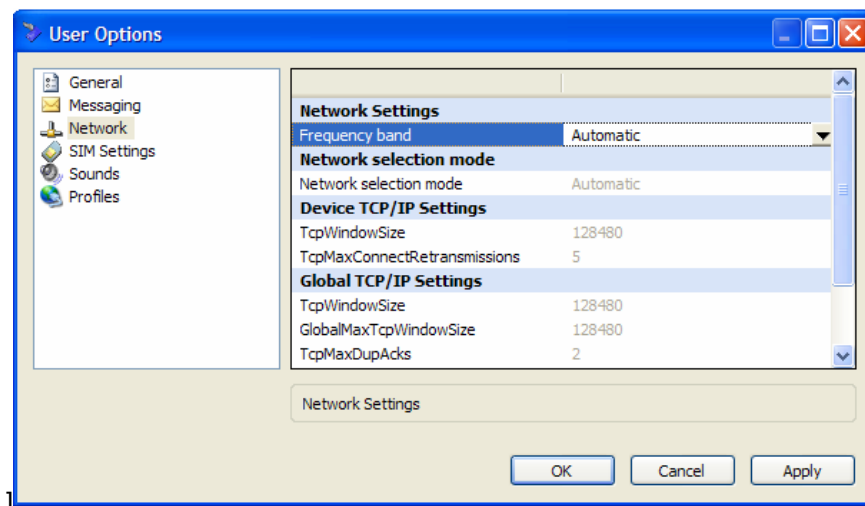 User Options
General
Messaging
Network
SIM Settings
Sounds
Profiles
Network Settings
Frequency band Automatic
Network selection mode
Network selection mode Automatic
Device TCP/IP Settings
TcpWindowSize 128480
TcpMaxConnectRetransmissions 5
Global TCP/IP Settings
TcpWindowSize 128480
GlobalMaxTcpWindowSize 128480
TcpMaxDupAcks 2
Network Settings
OK Cancel Apply